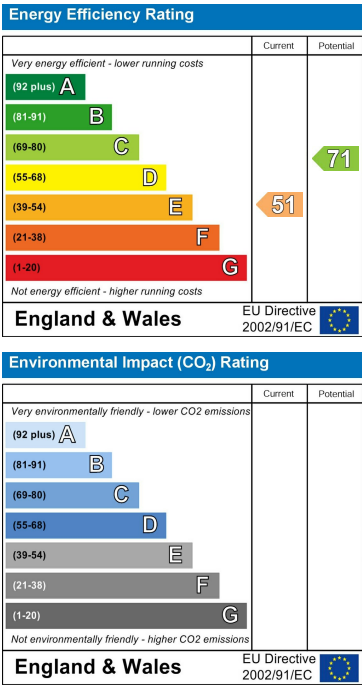 Energy Efficiency Rating
Current Potential
Very energy efficient - lower running costs
(92 plus) A
(81-91) B
(69-80) C
71
(55-68) D
(39-54) E
51
(21-38) F
(1-20) G
Not energy efficient - higher running costs
England & Wales
EU Directive
2002/91/EC
Environmental Impact (CO₂) Rating
Current Potential
Very environmentally friendly - lower CO2 emissions
(92 plus) A
(81-91) B
(69-80) C
(55-68) D
(39-54) E
(21-38) F
(1-20) G
Not environmentally friendly - higher CO2 emissions
England & Wales
EU Directive
2002/91/EC